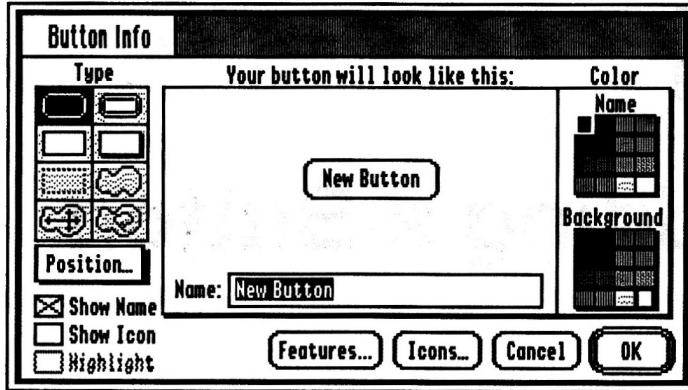 Button Info
Type
Your button will look like this:
Color
Name
New Button
Background
Position...
Name: New Button
Show Name
Show Icon
Highlight
Features...
Icons...
Cancel
OK